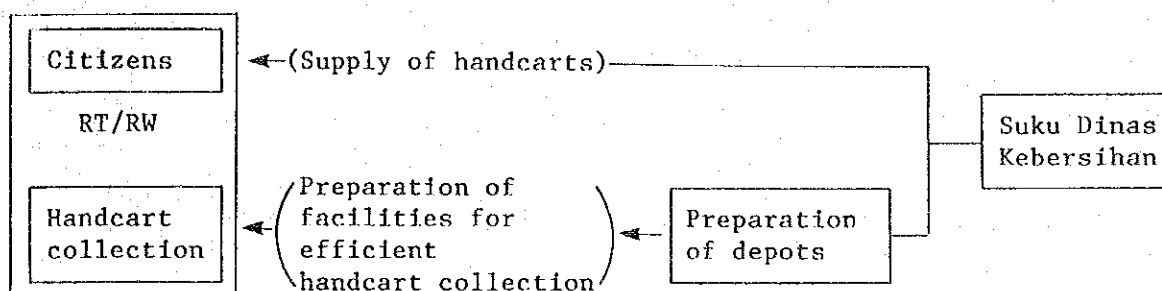 Citizens
(Supply of handcarts)
RT/RW
Suku Dinas
Kebersihan
Handcart
collection
Preparation of
facilities for
efficient
handcart collection
Preparation
of depots